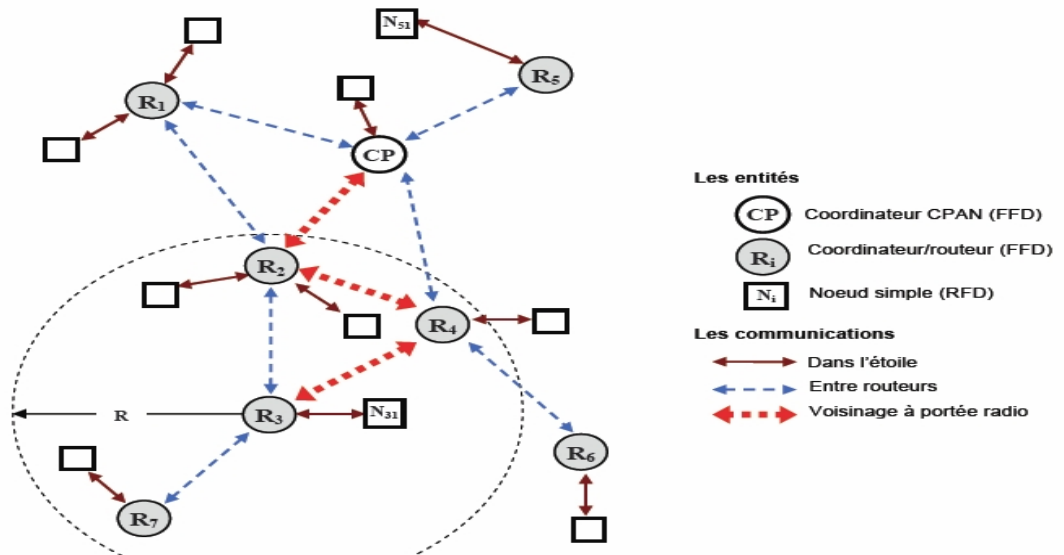 N51
R5
R1
CP
R2
R4
R
R3
N31
R7
R6
Les entités
CP Coordinateur CPAN (FFD)
Ri Coordinateur/routeur (FFD)
Ni Noeud simple (RFD)
Les communications
Dans l'étoile
Entre routeurs
Voisinage à portée radio